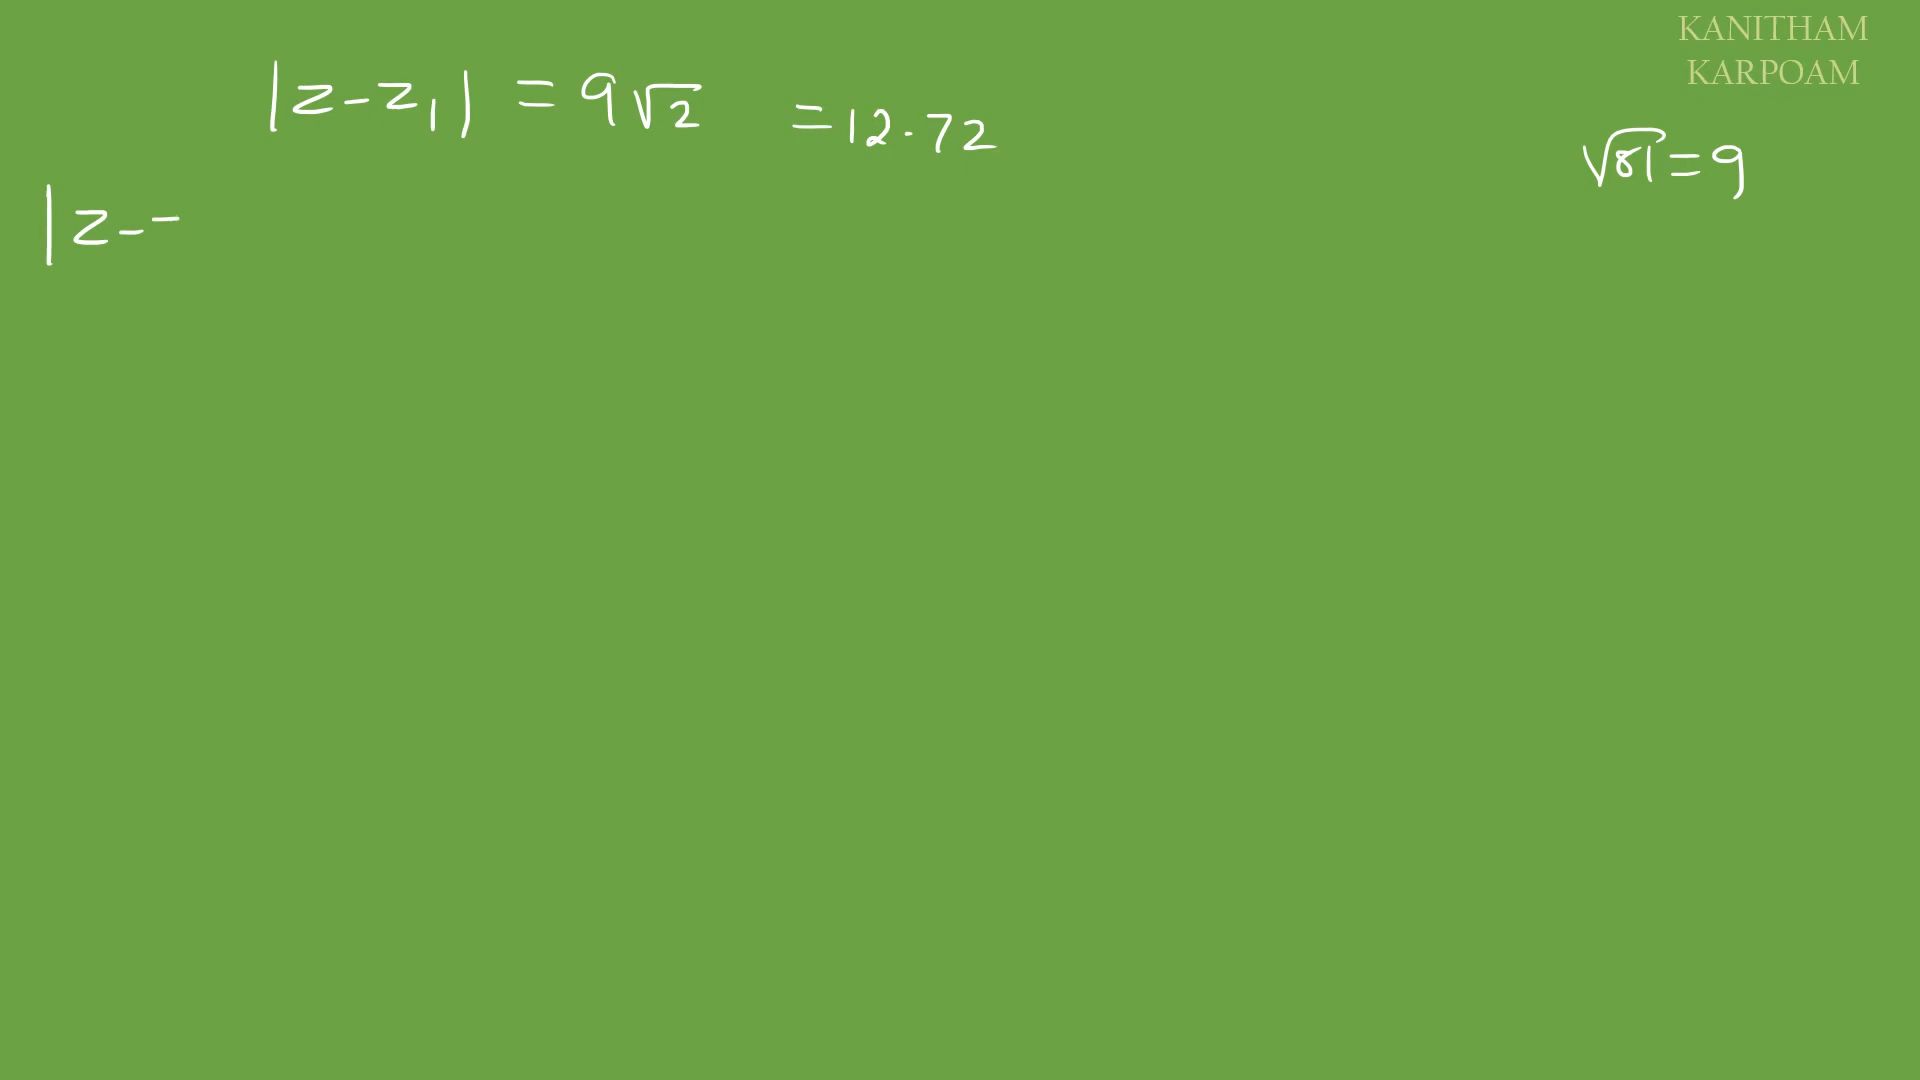 KANITHAM
KARPOAM
|z-z₁| = 9√2 = 12.72
√81 = 9
|z--